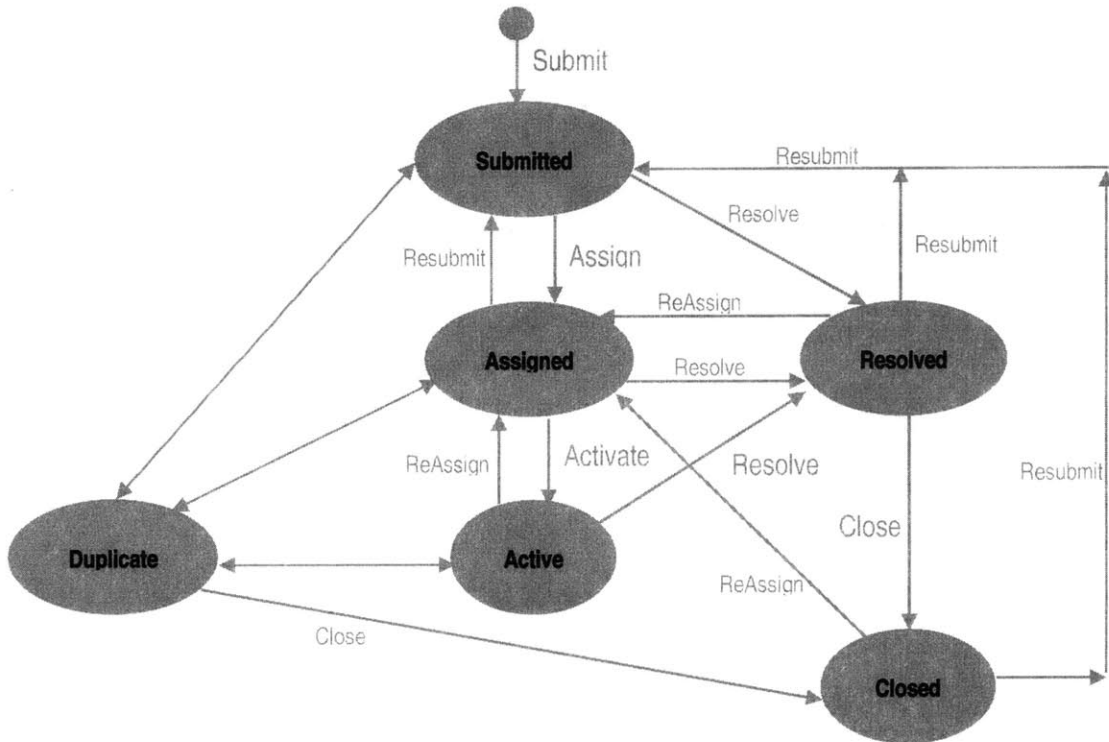 Submit
Submitted
Resubmit
Resolve
Resubmit
Assign
Resubmit
ReAssign
Assigned
Resolve
Resolved
ReAssign
Activate
Resolve
Resubmit
Close
Duplicate
Active
ReAssign
Close
Closed